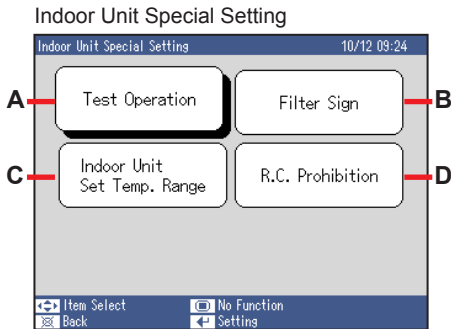 Indoor Unit Special Setting
Indoor Unit Special Setting 10/12 09:24
A Test Operation Filter Sign B
C Indoor Unit
Set Temp. Range R.C. Prohibition D
Item Select No Function
Back Setting